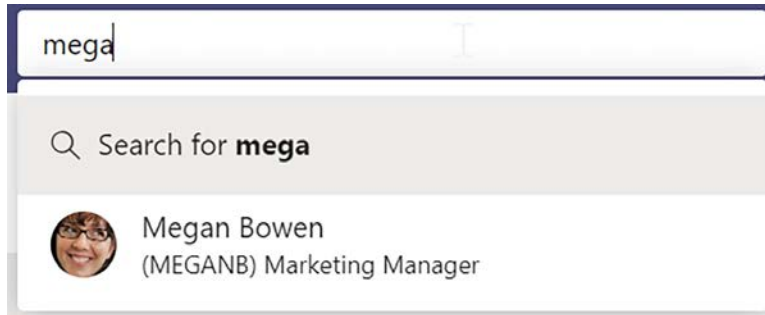 mega
Search for mega
Megan Bowen
(MEGANB) Marketing Manager